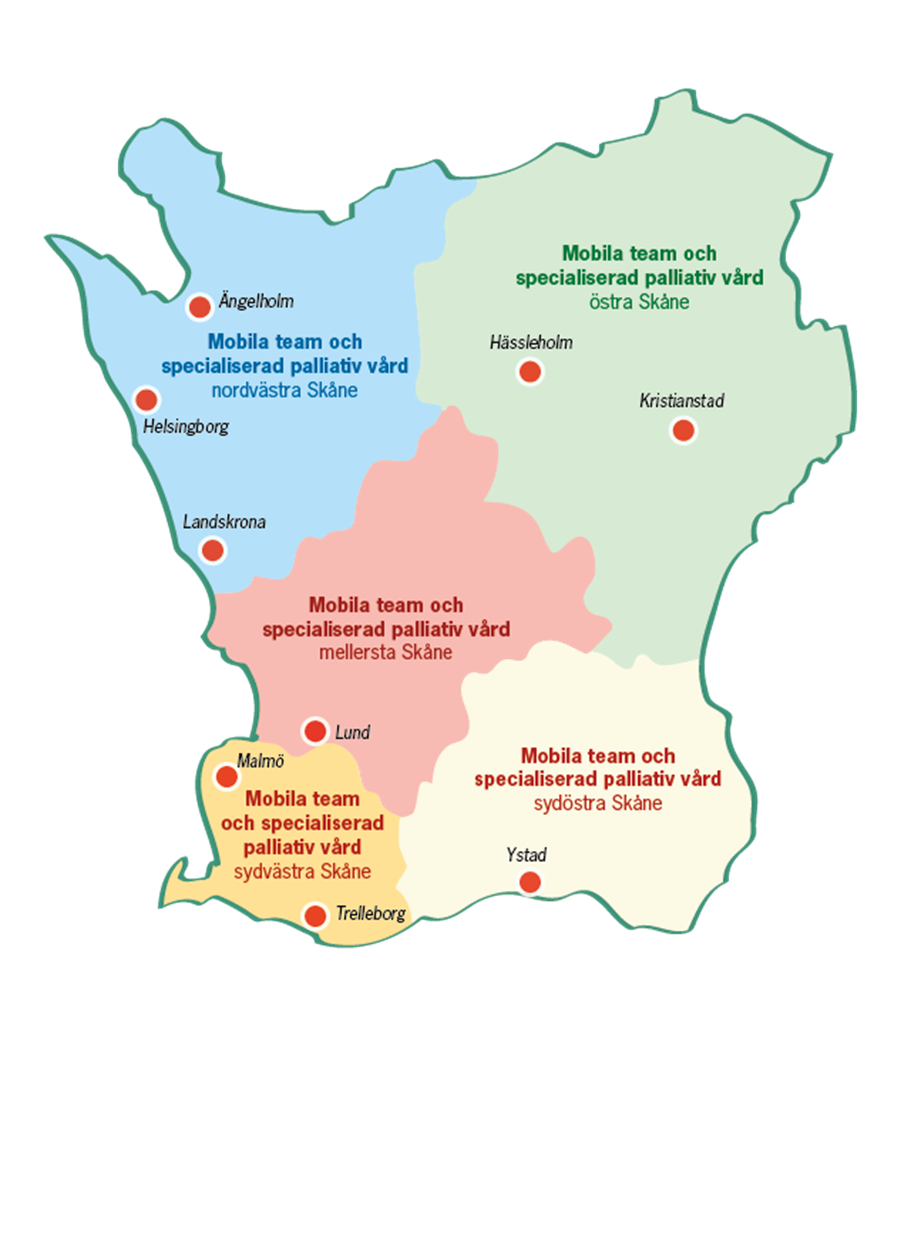 Mobila team och
specialiserad palliativ vård
östra Skåne
Hässleholm
Kristianstad
Ängelholm
Mobila team och
specialiserad palliativ vård
nordvästra Skåne
Helsingborg
Landskrona
Mobila team och
specialiserad palliativ vård
mellersta Skåne
Lund
Malmö
Mobila team
och specialiserad
palliativ vård
sydvästra Skåne
Trelleborg
Mobila team och
specialiserad palliativ vård
sydöstra Skåne
Ystad